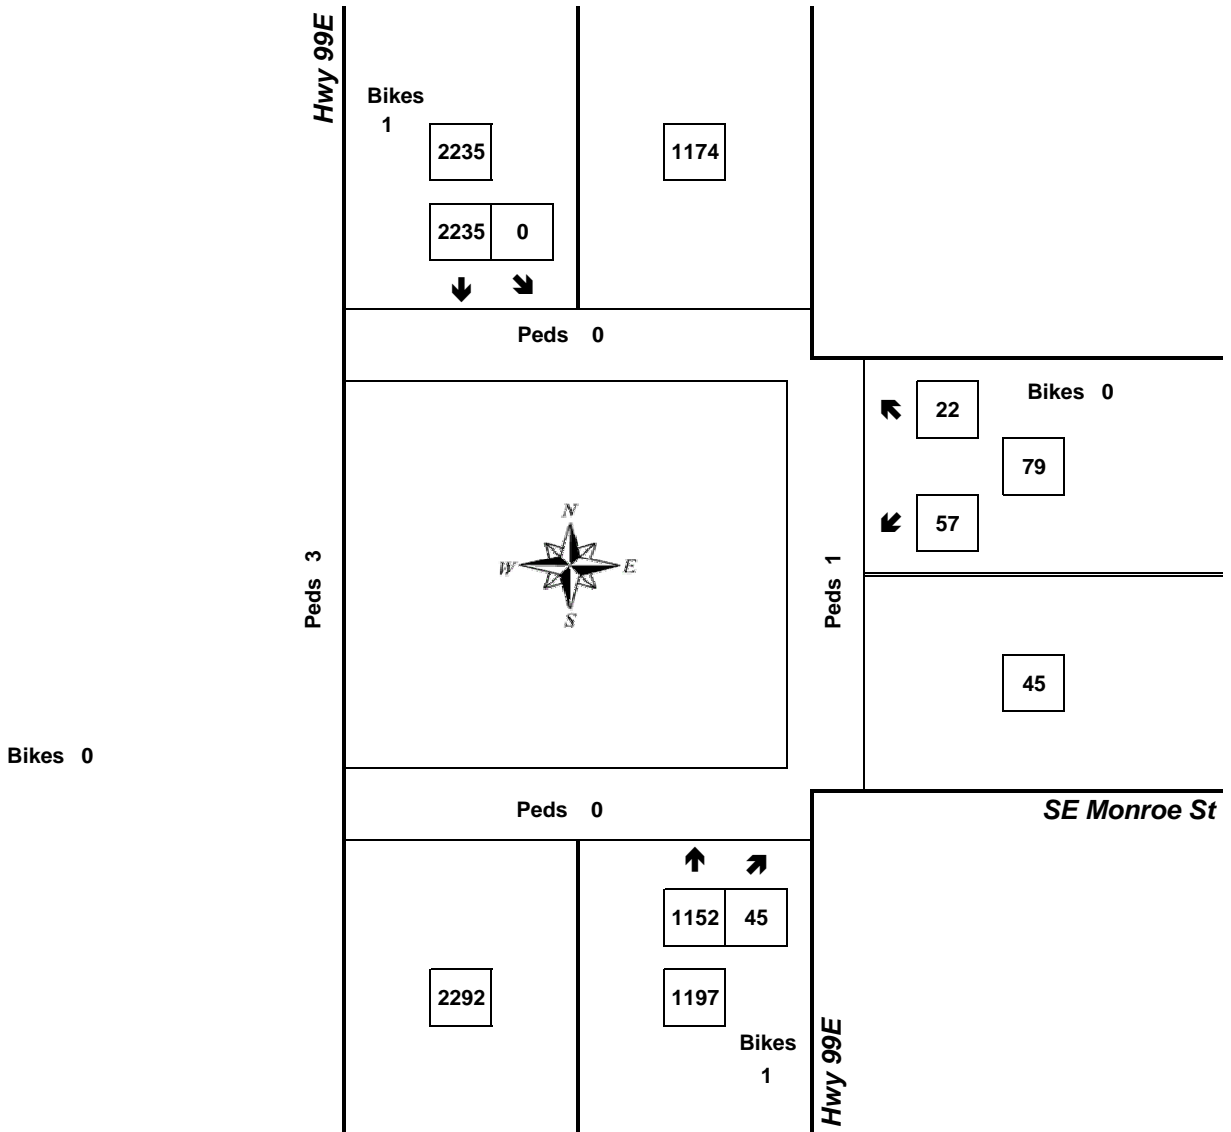 Hwy 99E
Bikes
1
2235
1174
2235 0
Peds 0
22
Bikes 0
79
57
N
W E
S
Peds 3
Peds 1
45
Bikes 0
Peds 0
SE Monroe St
1152 45
2292
1197
Bikes
1
Hwy 99E